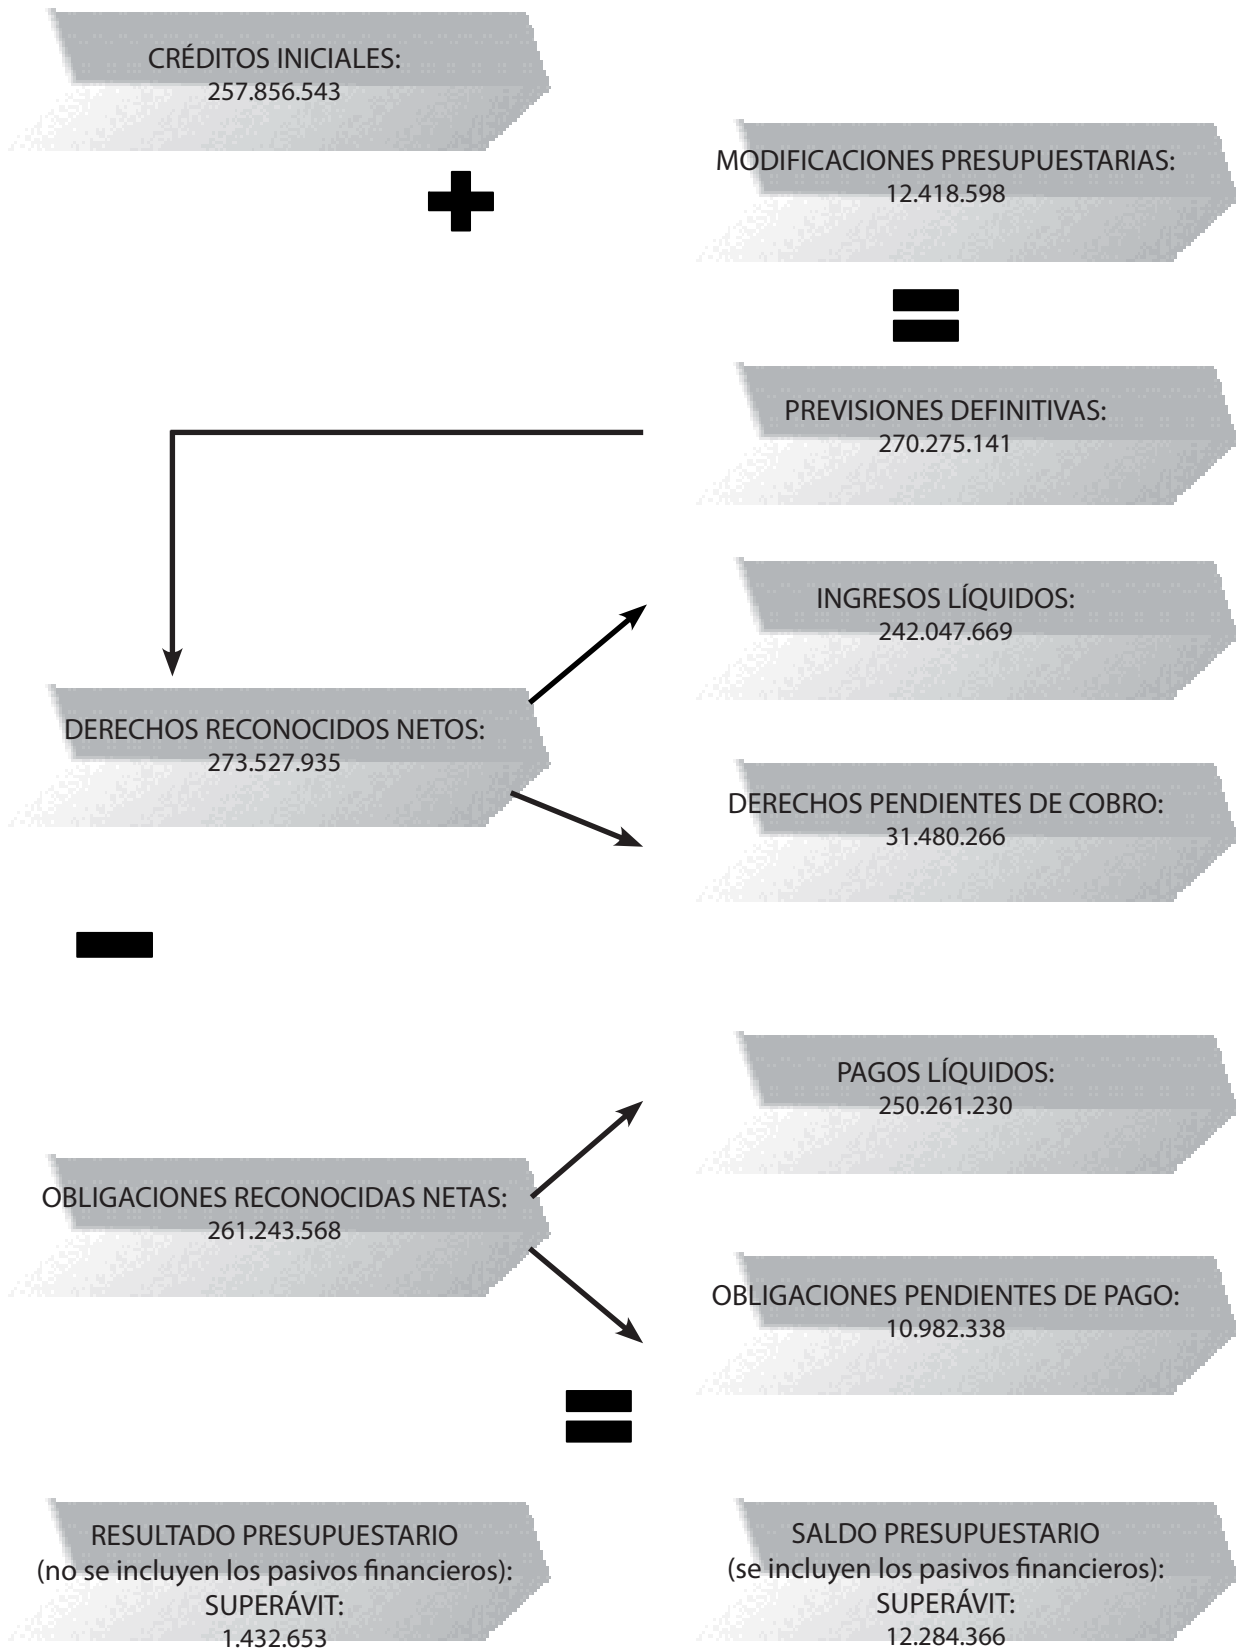 CRÉDITOS INICIALES:
257.856.543
MODIFICACIONES PRESUPUESTARIAS:
12.418.598
PREVISIONES DEFINITIVAS:
270.275.141
INGRESOS LÍQUIDOS:
242.047.669
DERECHOS RECONOCIDOS NETOS:
273.527.935
DERECHOS PENDIENTES DE COBRO:
31.480.266
PAGOS LÍQUIDOS:
250.261.230
OBLIGACIONES RECONOCIDAS NETAS:
261.243.568
OBLIGACIONES PENDIENTES DE PAGO:
10.982.338
RESULTADO PRESUPUESTARIO
(no se incluyen los pasivos financieros):
SUPERÁVIT:
1.432.653
SALDO PRESUPUESTARIO
(se incluyen los pasivos financieros):
SUPERÁVIT:
12.284.366